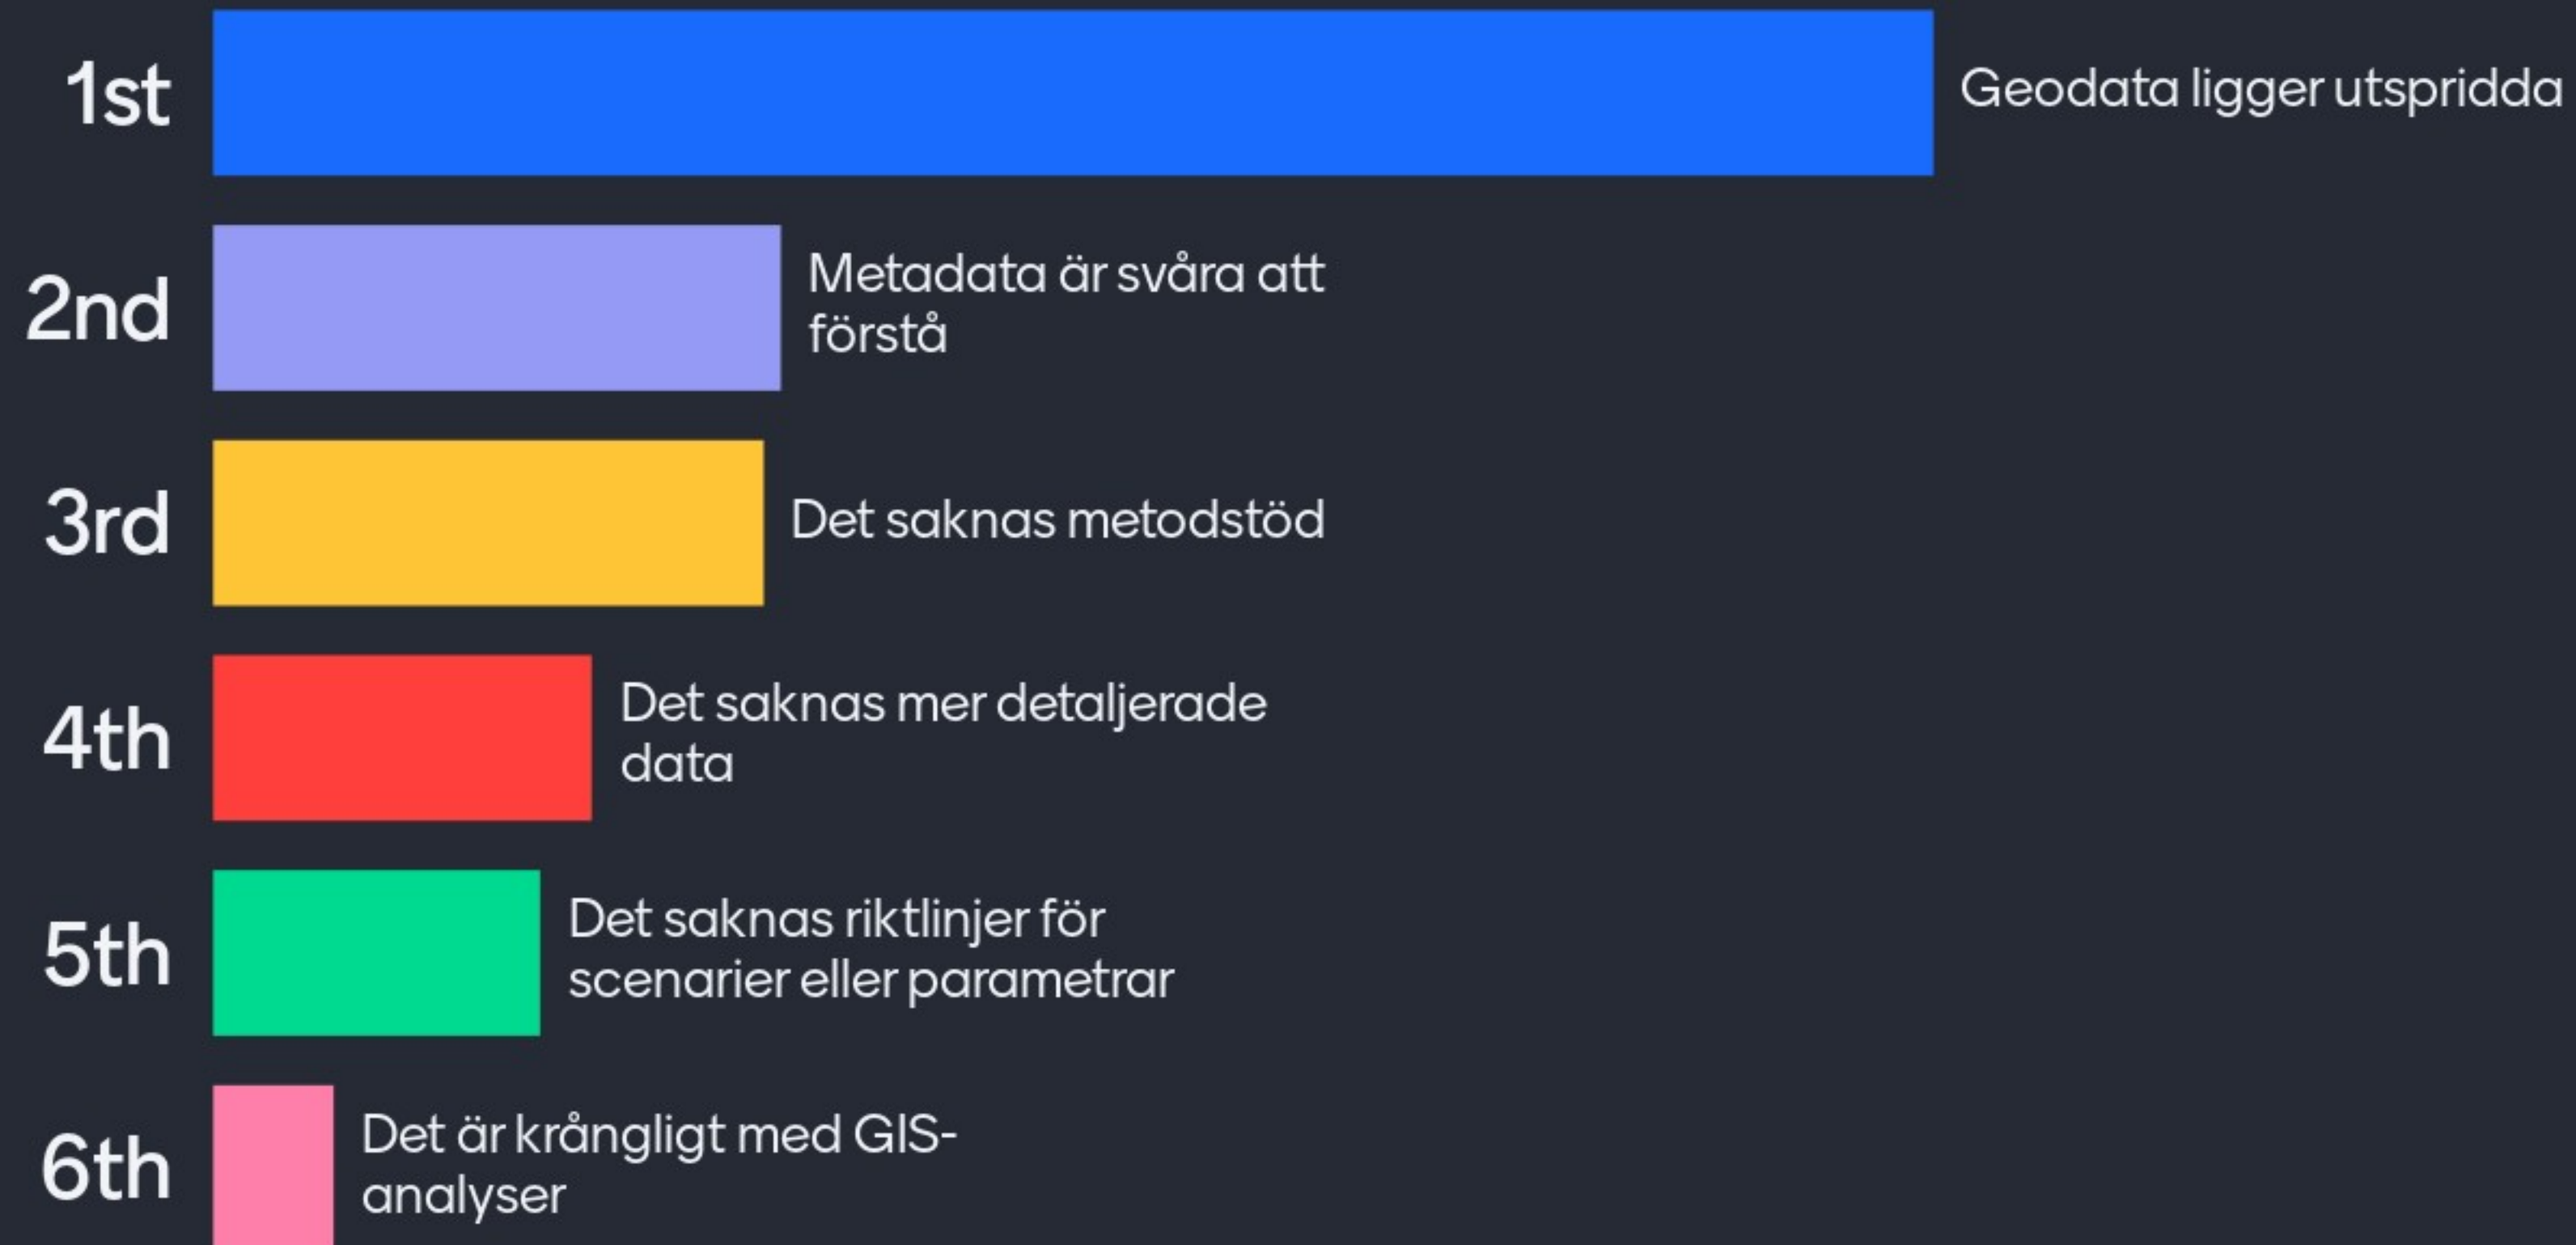 1st
Geodata ligger utspridda
2nd
Metadata är svåra att
förstå
3rd
Det saknas metodstöd
4th
Det saknas mer detaljerade
data
5th
Det saknas riktlinjer för
scenarier eller parametrar
6th
Det är krångligt med GIS-
analyser